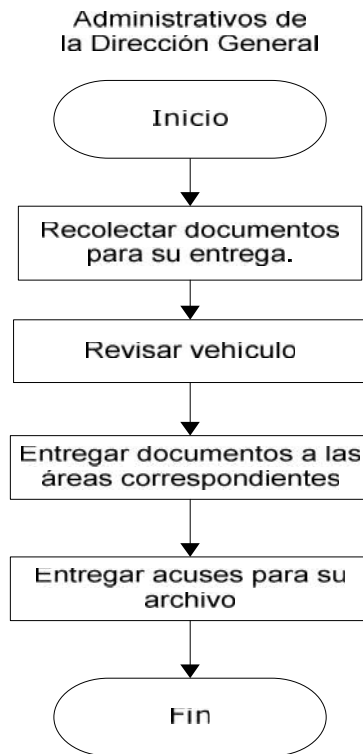 Administrativos de
la Dirección General
Inicio
Recolectar documentos
para su entrega.
Revisar vehículo
Entregar documentos a las
áreas correspondientes
Entregar acuses para su
archivo
Fin